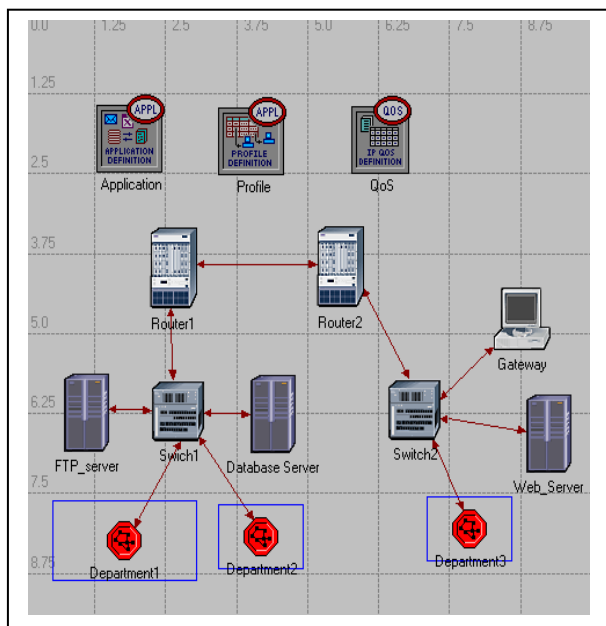 0.0 1.25 2.5 3.75 5.0 6.25 7.5 8.75
1.25
APPL APPL QOS
APPLICATION DEFINITION PROFILE DEFINITION IP QOS DEFINITION
2.5
Application Profile QoS
3.75
Router1 Router2
5.0
Gateway
6.25
FTP_server Swich1 Database Server Switch2
7.5
Web_Server
Department1 Department2 Department3
8.75